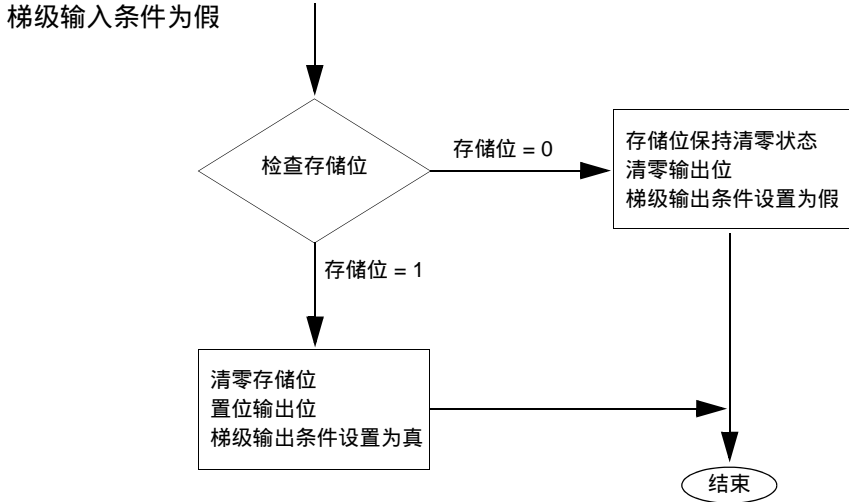 梯级输入条件为假
检查存储位
存储位 = 0
存储位保持清零状态
清零输出位
梯级输出条件设置为假
存储位 = 1
清零存储位
置位输出位
梯级输出条件设置为真
结束